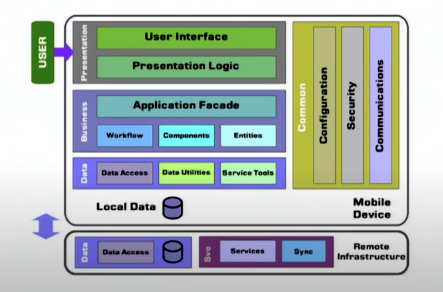 USER
Presentation
User Interface
Presentation Logic
Business
Application Facade
Workflow
Components
Entities
Data
Data Access
Data Utilities
Service Tools
Common
Configuration
Security
Communications
Local Data
Mobile
Device
Data
Data Access
Svc
Services
Sync
Remote
Infrastructure